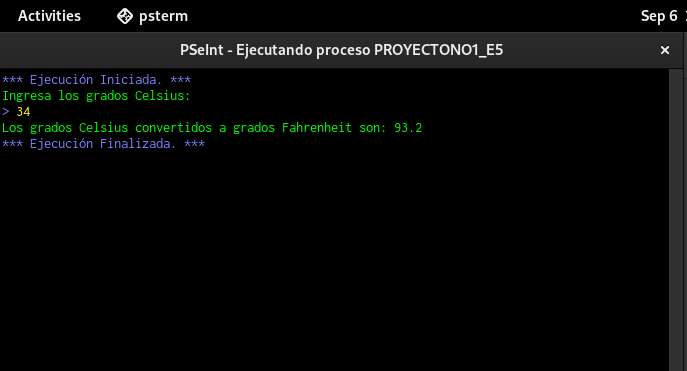 Activities psterm Sep 6
PSeInt - Ejecutando proceso PROYECTONO1_E5 ×
*** Ejecución Iniciada. ***
Ingresa los grados Celsius:
> 34
Los grados Celsius convertidos a grados Fahrenheit son: 93.2
*** Ejecución Finalizada. ***